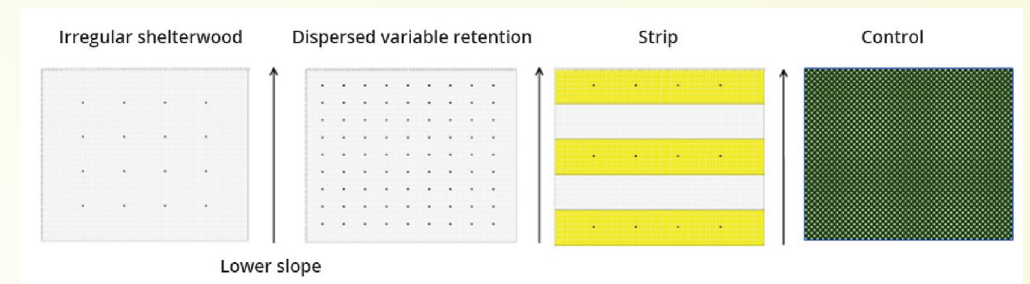 Irregular shelterwood
Dispersed variable retention
Strip
Control
Lower slope